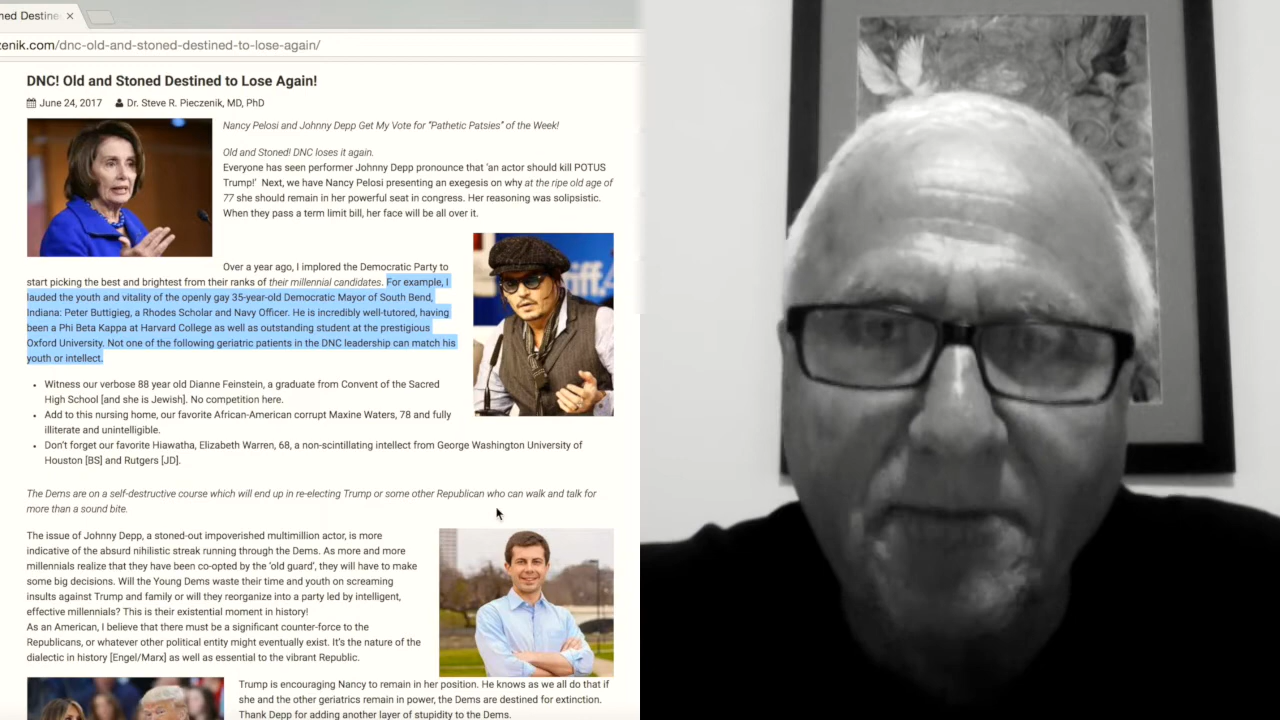 ned Destine
zenik.com/dnc-old-and-stoned-destined-to-lose-again/
DNC! Old and Stoned Destined to Lose Again!
June 24, 2017 Dr. Steve R. Pieczenik, MD, PhD
Nancy Pelosi and Johnny Depp Get My Vote for “Pathetic Patsies” of the Week!
Old and Stoned! DNC loses it again.
Everyone has seen performer Johnny Depp pronounce that ‘an actor should kill POTUS
Trump!’ Next, we have Nancy Pelosi presenting an exegesis on why at the ripe old age of
77 she should remain in her powerful seat in congress. Her reasoning was solipsistic.
When they pass a term limit bill, her face will be all over it.
Over a year ago, I implored the Democratic Party to
start picking the best and brightest from their ranks of their millennial candidates. For example, I
lauded the youth and vitality of the openly gay 35-year-old Democratic Mayor of South Bend,
Indiana: Peter Buttigieg, a Rhodes Scholar and Navy Officer. He is incredibly well-tutored, having
been a Phi Beta Kappa at Harvard College as well as outstanding student at the prestigious
Oxford University. Not one of the following geriatric patients in the DNC leadership can match his
youth or intellect.
• Witness our verbose 88 year old Dianne Feinstein, a graduate from Convent of the Sacred
High School [and she is Jewish]. No competition here.
• Add to this nursing home, our favorite African-American corrupt Maxine Waters, 78 and fully
illiterate and unintelligible.
• Don’t forget our favorite Hiawatha, Elizabeth Warren, 68, a non-scintillating intellect from George Washington University of
Houston [BS] and Rutgers [JD].
The Dems are on a self-destructive course which will end up in re-electing Trump or some other Republican who can walk and talk for
more than a sound bite.
The issue of Johnny Depp, a stoned-out impoverished multimillion actor, is more
indicative of the absurd nihilistic streak running through the Dems. As more and more
millennials realize that they have been co-opted by the ‘old guard’, they will have to make
some big decisions. Will the Young Dems waste their time and youth on screaming
insults against Trump and family or will they reorganize into a party led by intelligent,
effective millennials? This is their existential moment in history!
As an American, I believe that there must be a significant counter-force to the
Republicans, or whatever other political entity might eventually exist. It’s the nature of the
dialectic in history [Engel/Marx] as well as essential to the vibrant Republic.
Trump is encouraging Nancy to remain in her position. He knows as we all do that if
she and the other geriatrics remain in power, the Dems are destined for extinction.
Thank Depp for adding another layer of stupidity to the Dems.